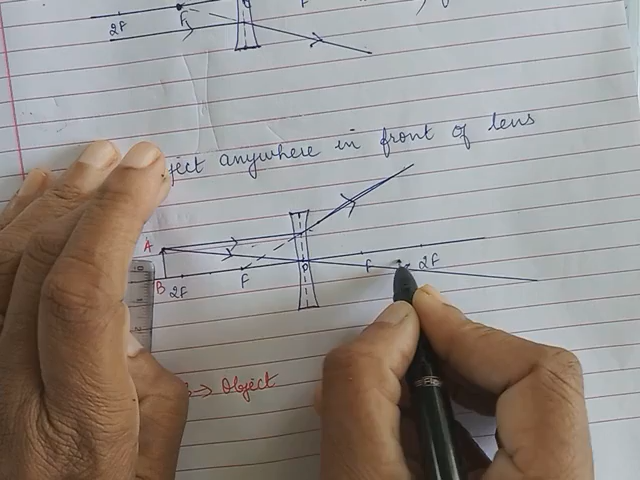 2F F F
ject anywhere in front of lens
A
B 2F F F 2F
→ Object